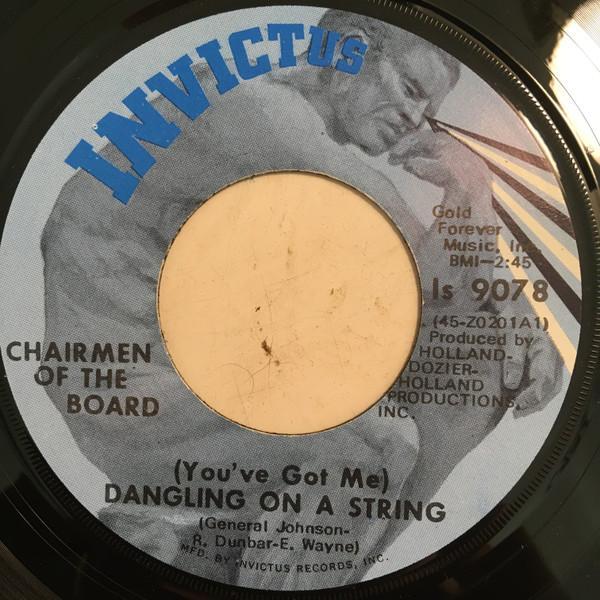 INVICTUS
Gold
Forever
Music, Inc.
BMI-2:45
Is 9078
(45-Z0201A1)
Produced by
HOLLAND-
DOZIER-
HOLLAND
PRODUCTIONS,
INC.
CHAIRMEN
OF THE
BOARD
(You've Got Me)
DANGLING ON A STRING
(General Johnson-
R. Dunbar-E. Wayne)
MFD. BY INVICTUS RECORDS, INC.